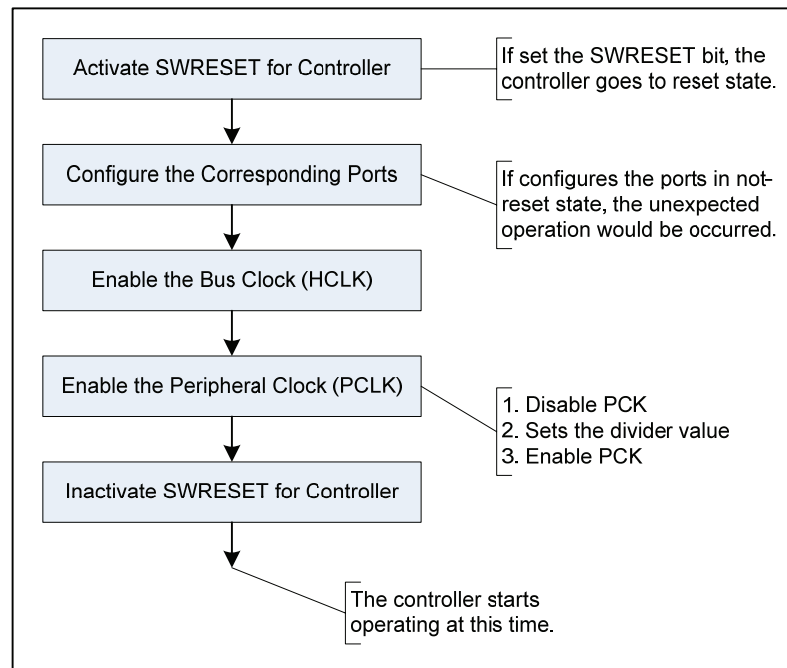 Activate SWRESET for Controller
If set the SWRESET bit, the
controller goes to reset state.
Configure the Corresponding Ports
If configures the ports in not-
reset state, the unexpected
operation would be occurred.
Enable the Bus Clock (HCLK)
Enable the Peripheral Clock (PCLK)
1. Disable PCK
2. Sets the divider value
3. Enable PCK
Inactivate SWRESET for Controller
The controller starts
operating at this time.